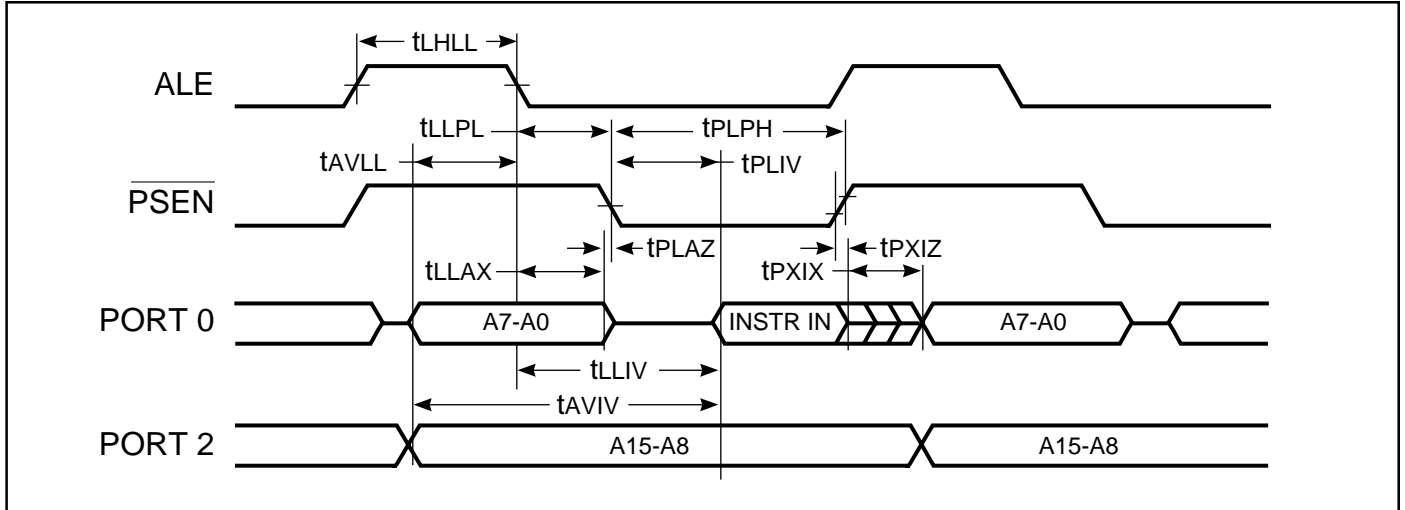 tLHLL
ALE
tLLPL
tPLPH
tAVLL
tPLIV
PSEN
tPLAZ
tPXIZ
tLLAX
tPXIX
PORT 0
A7-A0
INSTR IN
A7-A0
tLLIV
tAVIV
PORT 2
A15-A8
A15-A8